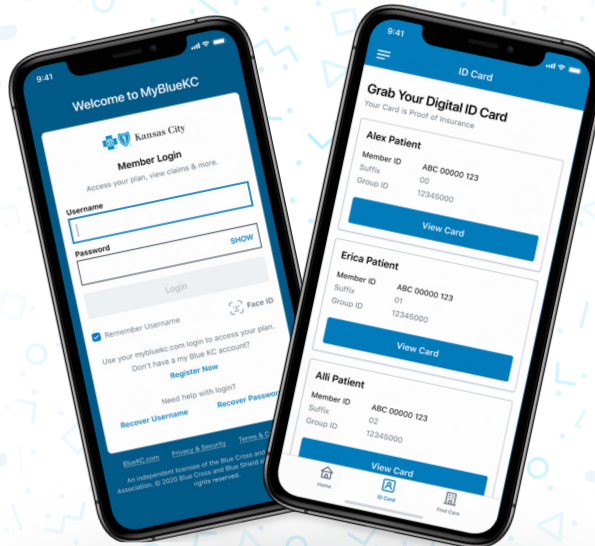 9:41
Welcome to MyBlueKC
Kansas City
Member Login
Access your plan, view claims & more.
Username
Password
SHOW
Login
Remember Username
Face ID
Use your mybluekc.com login to access your plan.
Don't have a my Blue KC account?
Register Now
Need help with login?
Recover Username
Recover Password
BlueKC.com
Privacy & Security
Terms &
An independent licensee of the Blue Cross and
Association. © 2020 Blue Cross and Blue Shield
rights reserved.
9:41
ID Card
Grab Your Digital ID Card
Your Card is Proof of Insurance
Alex Patient
Member ID ABC 00000 123
Suffix 00
Group ID 12345000
View Card
Erica Patient
Member ID ABC 00000 123
Suffix 01
Group ID 12345000
View Card
Alli Patient
Member ID ABC 00000 123
Suffix 02
Group ID 12345000
View Card
Home
ID Card
Find Care